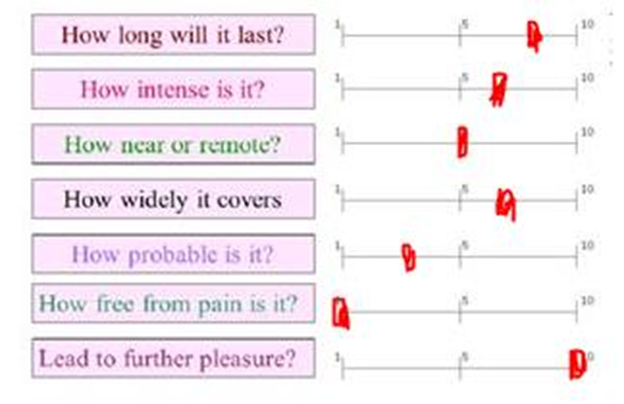 How long will it last? 1 5 10
How intense is it? 1 5 10
How near or remote? 1 5 10
How widely it covers 1 5 10
How probable is it? 1 5 10
How free from pain is it? 1 5 10
Lead to further pleasure? 1 5